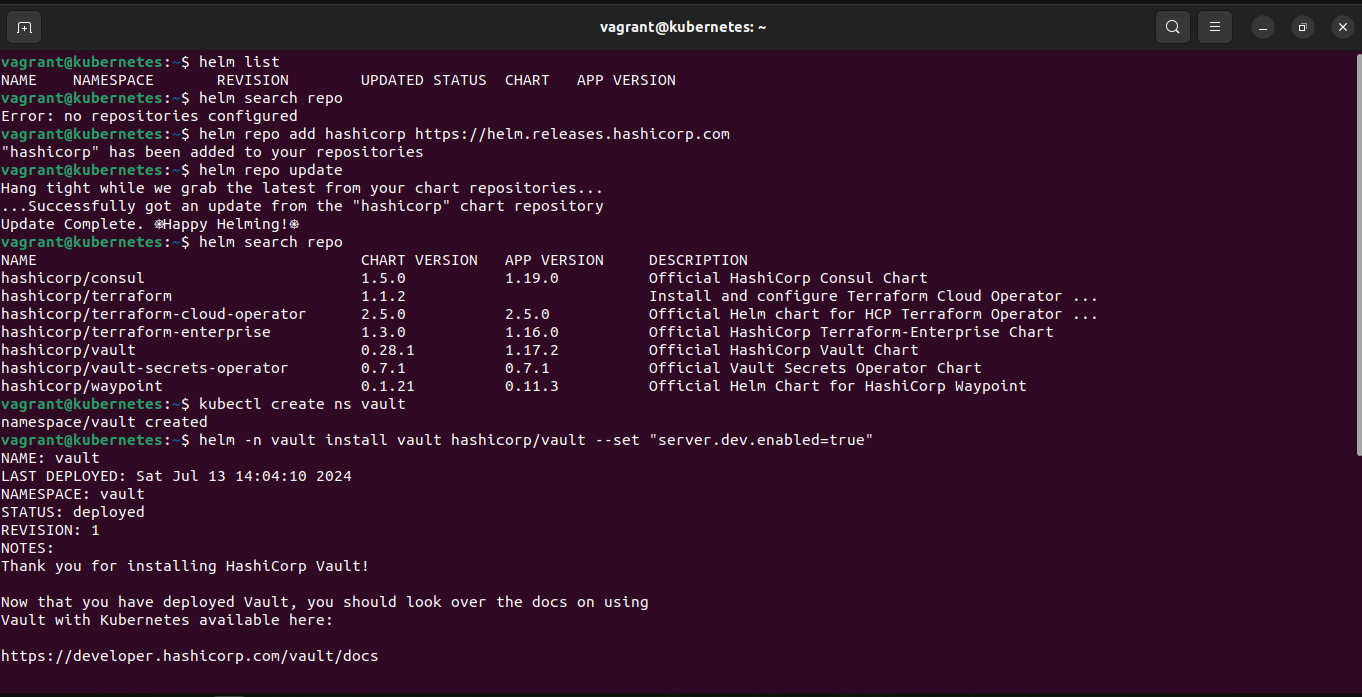 vagrant@kubernetes: ~
vagrant@kubernetes:~$ helm list
NAME    NAMESPACE       REVISION        UPDATED STATUS  CHART   APP VERSION
vagrant@kubernetes:~$ helm search repo
Error: no repositories configured
vagrant@kubernetes:~$ helm repo add hashicorp https://helm.releases.hashicorp.com
"hashicorp" has been added to your repositories
vagrant@kubernetes:~$ helm repo update
Hang tight while we grab the latest from your chart repositories...
...Successfully got an update from the "hashicorp" chart repository
Update Complete. ⎈Happy Helming!⎈
vagrant@kubernetes:~$ helm search repo
NAME                                    CHART VERSION   APP VERSION     DESCRIPTION
hashicorp/consul                        1.5.0           1.19.0          Official HashiCorp Consul Chart
hashicorp/terraform                     1.1.2                           Install and configure Terraform Cloud Operator ...
hashicorp/terraform-cloud-operator      2.5.0           2.5.0           Official Helm chart for HCP Terraform Operator ...
hashicorp/terraform-enterprise          1.3.0           1.16.0          Official HashiCorp Terraform-Enterprise Chart
hashicorp/vault                         0.28.1          1.17.2          Official HashiCorp Vault Chart
hashicorp/vault-secrets-operator        0.7.1           0.7.1           Official Vault Secrets Operator Chart
hashicorp/waypoint                      0.1.21          0.11.3          Official Helm Chart for HashiCorp Waypoint
vagrant@kubernetes:~$ kubectl create ns vault
namespace/vault created
vagrant@kubernetes:~$ helm -n vault install vault hashicorp/vault --set "server.dev.enabled=true"
NAME: vault
LAST DEPLOYED: Sat Jul 13 14:04:10 2024
NAMESPACE: vault
STATUS: deployed
REVISION: 1
NOTES:
Thank you for installing HashiCorp Vault!

Now that you have deployed Vault, you should look over the docs on using
Vault with Kubernetes available here:

https://developer.hashicorp.com/vault/docs